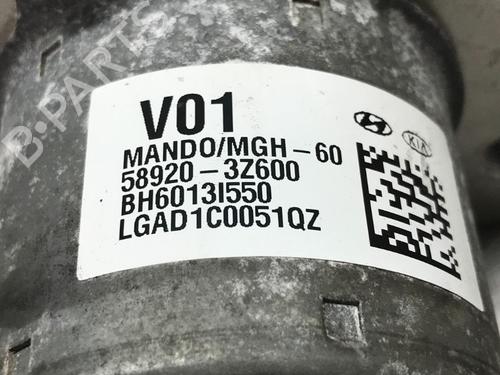 B-PARTS
V01
MANDO/MGH-60
58920-3Z600
BH6013I550
LGAD1C0051QZ
KIA